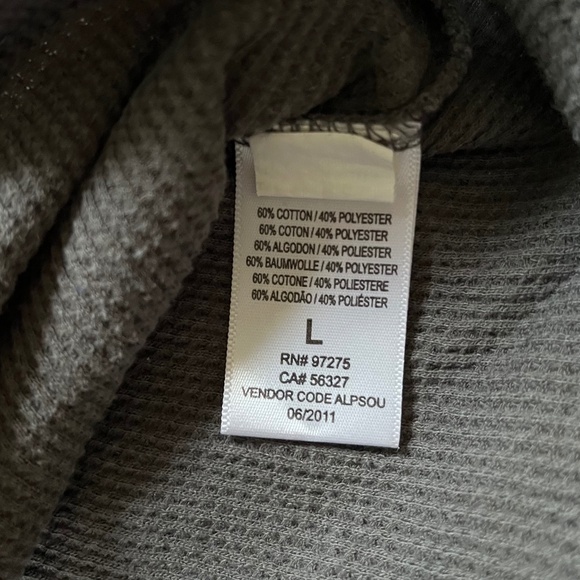 60% COTTON / 40% POLYESTER
60% COTON / 40% POLYESTER
60% ALGODON / 40% POLIESTER
60% BAUMWOLLE / 40% POLYESTER
60% COTONE / 40% POLIESTERE
60% ALGODÃO / 40% POLIÉSTER
L
RN# 97275
CA# 56327
VENDOR CODE ALPSOU
06/2011